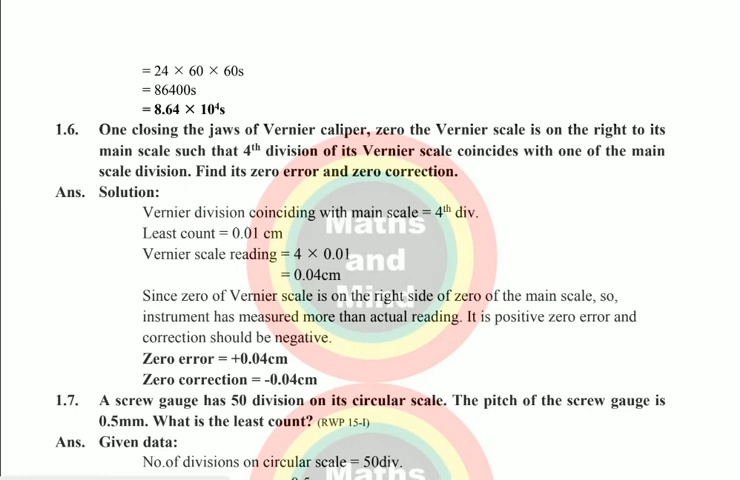 = 24 × 60 × 60s
= 86400s
= 8.64 × 10⁴s
1.6. One closing the jaws of Vernier caliper, zero the Vernier scale is on the right to its
main scale such that 4th division of its Vernier scale coincides with one of the main
scale division. Find its zero error and zero correction.
Ans. Solution:
Vernier division coinciding with main scale = 4th div.
Least count = 0.01 cm
Vernier scale reading = 4 × 0.01
= 0.04cm
Since zero of Vernier scale is on the right side of zero of the main scale, so,
instrument has measured more than actual reading. It is positive zero error and
correction should be negative.
Zero error = +0.04cm
Zero correction = -0.04cm
1.7. A screw gauge has 50 division on its circular scale. The pitch of the screw gauge is
0.5mm. What is the least count? (RWP 15-I)
Ans. Given data:
No.of divisions on circular scale = 50div.
Maths
and
Mind
Maths